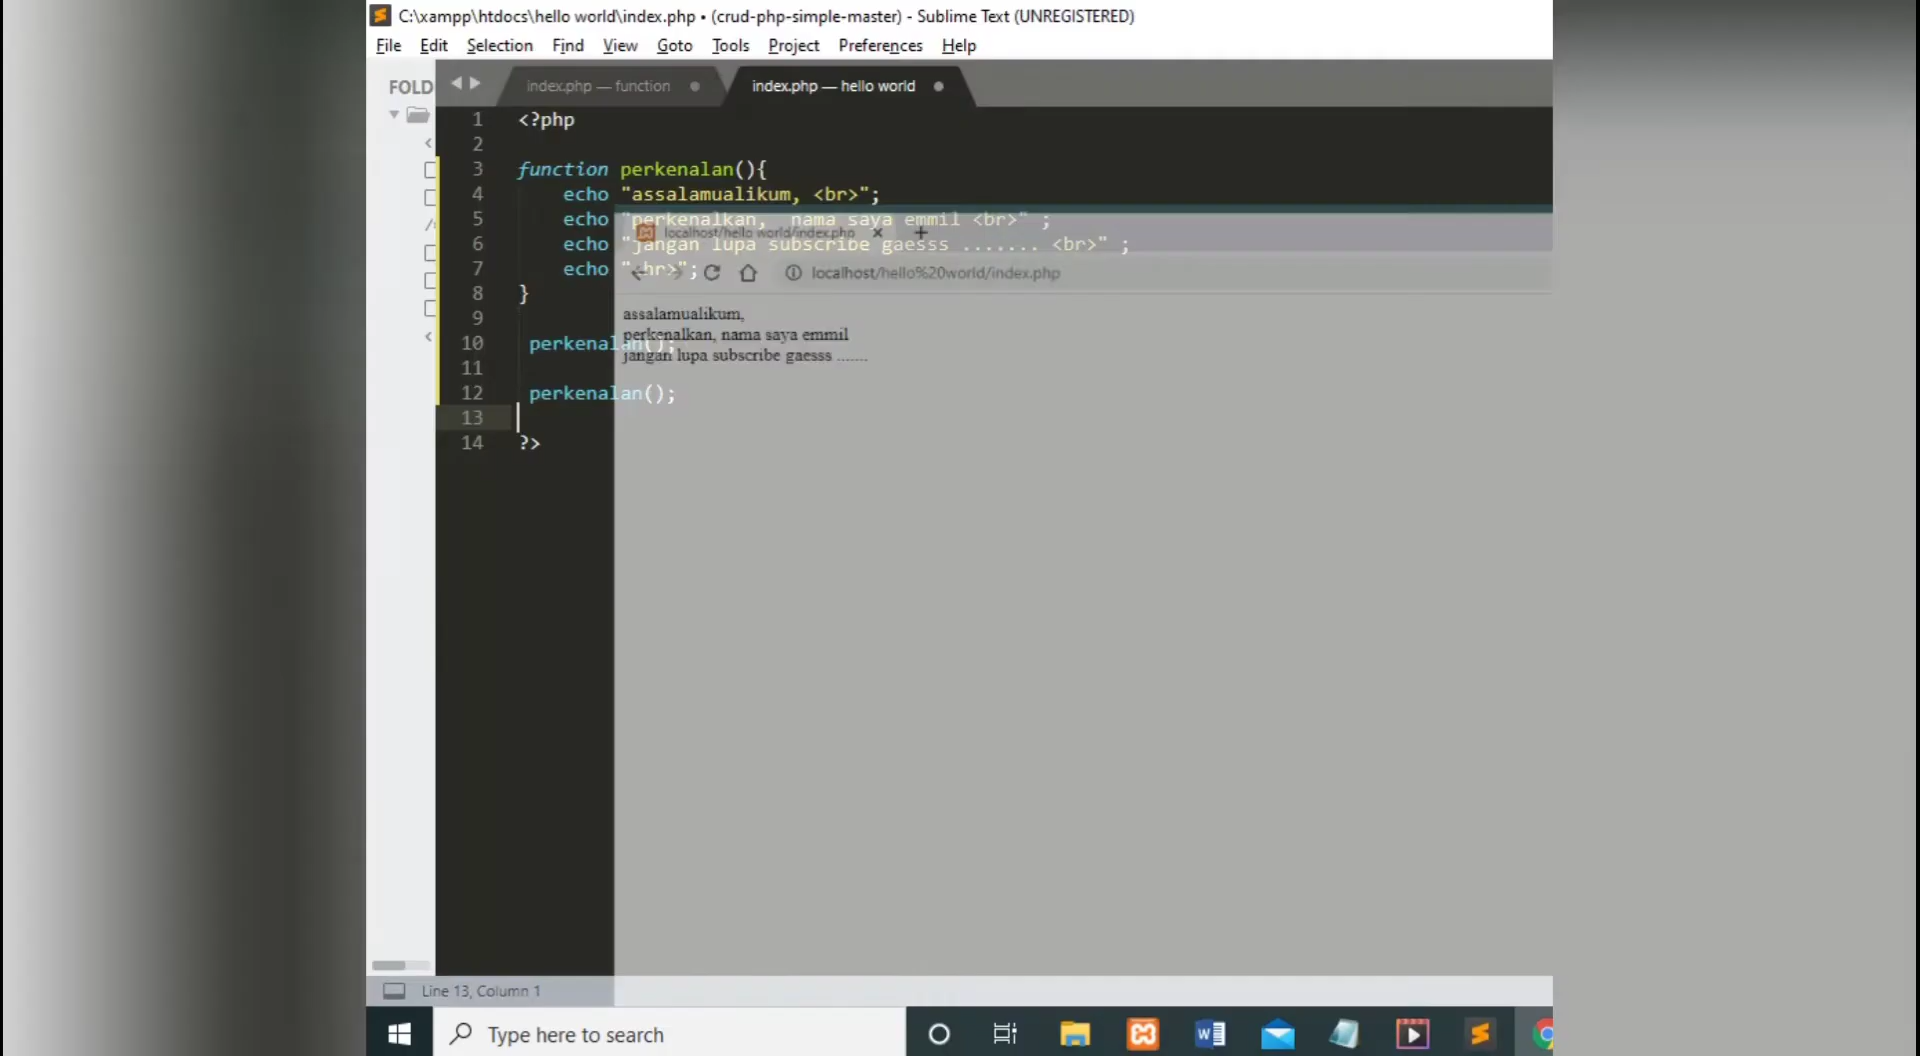 C:\xampp\htdocs\hello world\index.php • (crud-php-simple-master) - Sublime Text (UNREGISTERED)
File Edit Selection Find View Goto Tools Project Preferences Help
FOLD
index.php — function
index.php — hello world
1 <?php
2
3 function perkenalan(){
4 echo "assalamualikum, <br>";
5 echo "perkenalkan, nama saya emmil <br>" ;
6 echo "jangan lupa subscribe gaesss ....... <br>" ;
7 echo "<hr>";
8 }
9
10 perkenalan();
11
12 perkenalan();
13
14 ?>
localhost/hello world/index.php
localhost/hello%20world/index.php
assalamualikum,
perkenalkan, nama saya emmil
jangan lupa subscribe gaesss .......
Line 13, Column 1
Type here to search